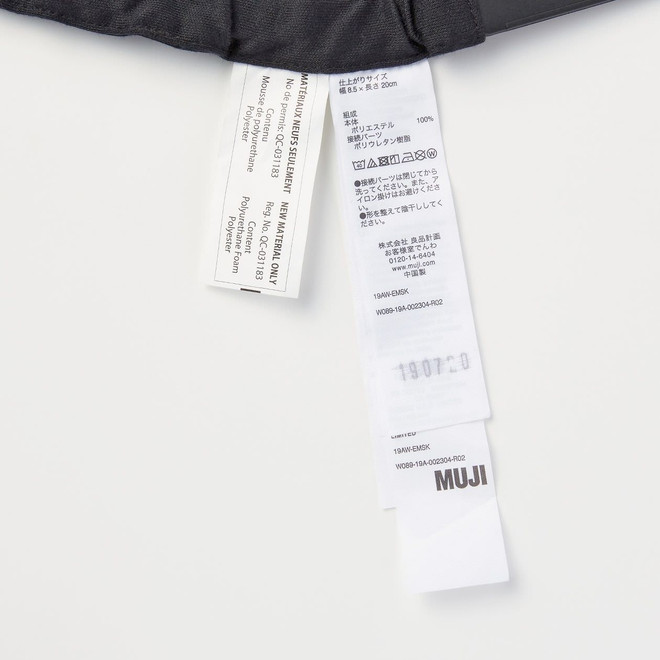 MATÉRIAUX NEUFS SEULEMENT
No de permis: QC-031183
Contenu
Mousse de polyurethane
Polyester
NEW MATERIAL ONLY
Reg. No. QC-031183
Content
Polyurethane Foam
Polyester
仕上がりサイズ
幅 8.5 × 長さ 20cm
組成
本体
ポリエステル 100%
接続パーツ
ポリウレタン樹脂
40
W
●接続パーツは閉じてから
洗ってください。また、ア
イロン掛けはお避けくださ
い。
●形を整えて陰干ししてく
ださい。
株式会社 良品計画
お客様室でんわ
0120-14-6404
www.muji.com
中国製
19AW-EMSK
W089-19A-002304-R02
190720
LIMITED
19AW-EMSK
W089-19A-002304-R02
MUJI